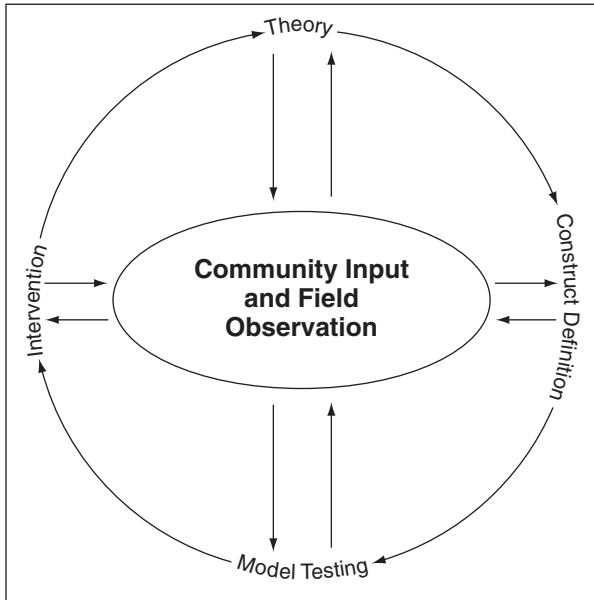 Theory
Construct Definition
Community Input
and Field
Observation
Intervention
Model Testing